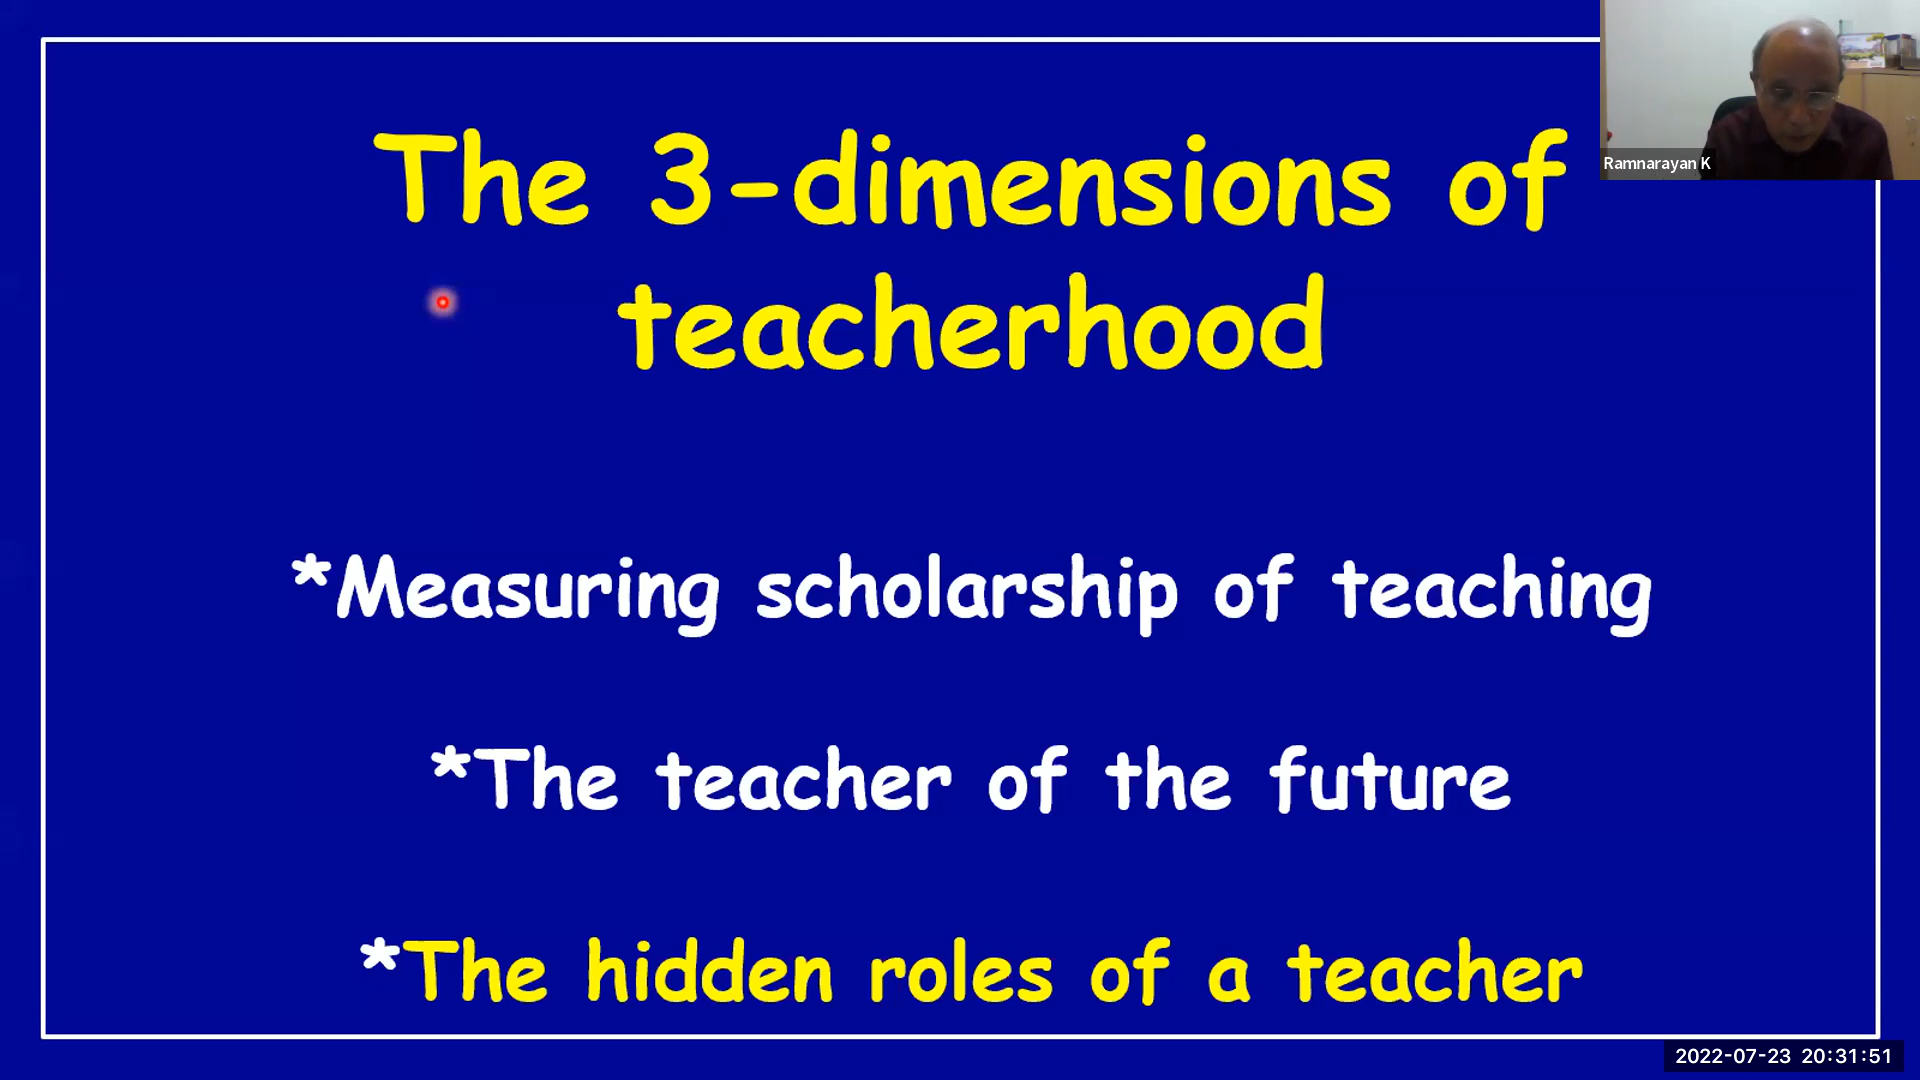 The 3-dimensions of
teacherhood
Ramnarayan K
*Measuring scholarship of teaching
*The teacher of the future
*The hidden roles of a teacher
2022-07-23 20:31:51